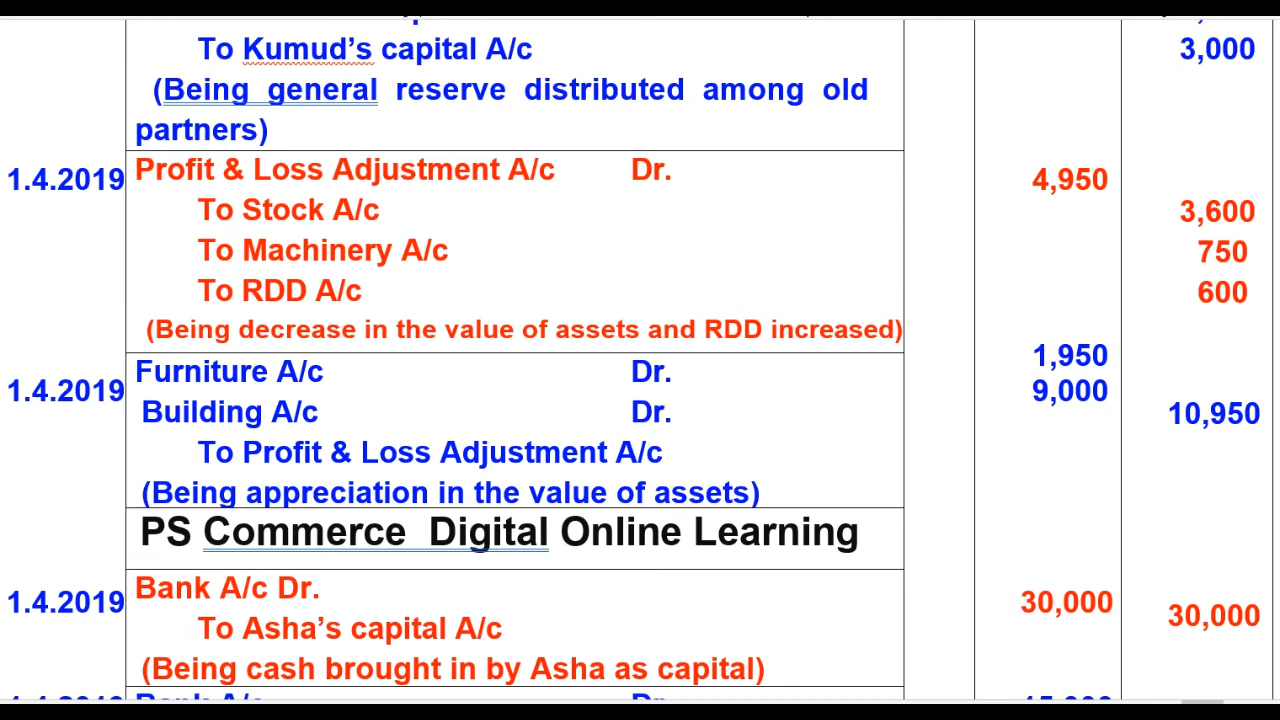 To Kumud's capital A/c 3,000
(Being general reserve distributed among old
partners)
1.4.2019 Profit & Loss Adjustment A/c Dr. 4,950
To Stock A/c 3,600
To Machinery A/c 750
To RDD A/c 600
(Being decrease in the value of assets and RDD increased)
1.4.2019 Furniture A/c Dr. 1,950
Building A/c Dr. 9,000
To Profit & Loss Adjustment A/c 10,950
(Being appreciation in the value of assets)
PS Commerce Digital Online Learning
1.4.2019 Bank A/c Dr. 30,000
To Asha's capital A/c 30,000
(Being cash brought in by Asha as capital)